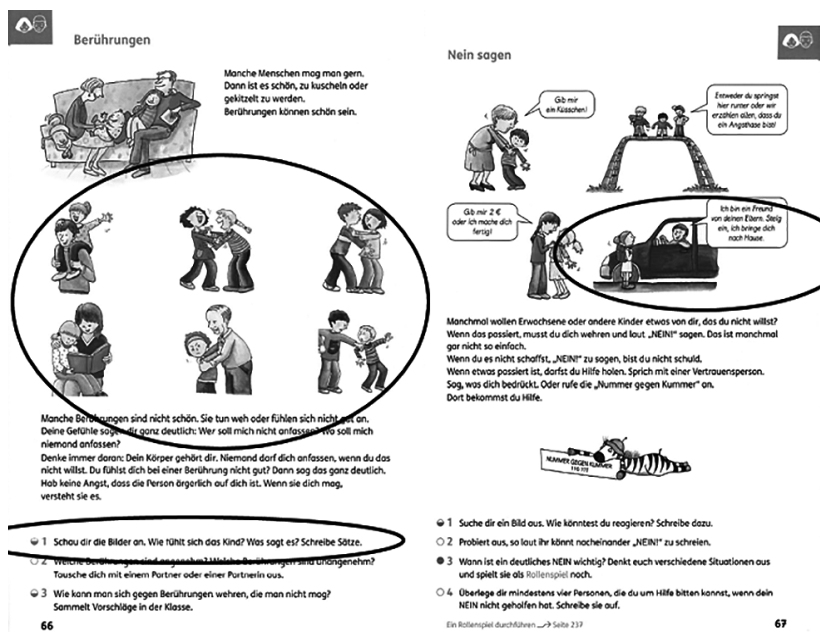 Berührungen
Manche Menschen mag man gern.
Dann ist es schön, zu kuscheln oder
gekitzelt zu werden.
Berührungen können schön sein.
Manche Berührungen sind nicht schön. Sie tun weh oder fühlen sich nicht gut an.
Deine Gefühle sagen dir ganz deutlich: Wer soll mich nicht anfassen? Wo soll mich
niemand anfassen?
Denke immer daran: Dein Körper gehört dir. Niemand darf dich anfassen, wenn du das
nicht willst. Du fühlst dich bei einer Berührung nicht gut? Dann sag das ganz deutlich.
Hab keine Angst, dass die Person ärgerlich auf dich ist. Wenn sie dich mag,
versteht sie es.
1 Schau dir die Bilder an. Wie fühlt sich das Kind? Was sagt es? Schreibe Sätze.
2 Welche Berührungen sind angenehm? Welche Berührungen sind unangenehm?
Tausche dich mit einem Partner oder einer Partnerin aus.
3 Wie kann man sich gegen Berührungen wehren, die man nicht mag?
Sammelt Vorschläge in der Klasse.
66
Nein sagen
Gib mir
ein Küsschen!
Entweder du springst
hier runter oder wir
erzählen allen, dass du
ein Angsthase bist!
Gib mir 2 €
oder ich mache dich
fertig!
Ich bin ein Freund
von deinen Eltern. Steig
ein, ich bringe dich
nach Hause.
Manchmal wollen Erwachsene oder andere Kinder etwas von dir, das du nicht willst?
Wenn das passiert, musst du dich wehren und laut „NEIN!“ sagen. Das ist manchmal
gar nicht so einfach.
Wenn du es nicht schaffst, „NEIN!“ zu sagen, bist du nicht schuld.
Wenn etwas passiert ist, darfst du Hilfe holen. Sprich mit einer Vertrauensperson.
Sag, was dich bedrückt. Oder rufe die „Nummer gegen Kummer“ an.
Dort bekommst du Hilfe.
NUMMER GEGEN KUMMER
116 111
1 Suche dir ein Bild aus. Wie könntest du reagieren? Schreibe dazu.
2 Probiert aus, so laut ihr könnt nacheinander „NEIN!“ zu schreien.
3 Wann ist ein deutliches NEIN wichtig? Denkt euch verschiedene Situationen aus
und spielt sie als Rollenspiel nach.
4 Überlege dir mindestens vier Personen, die du um Hilfe bitten kannst, wenn dein
NEIN nicht geholfen hat. Schreibe sie auf.
Ein Rollenspiel durchführen → Seite 237
67